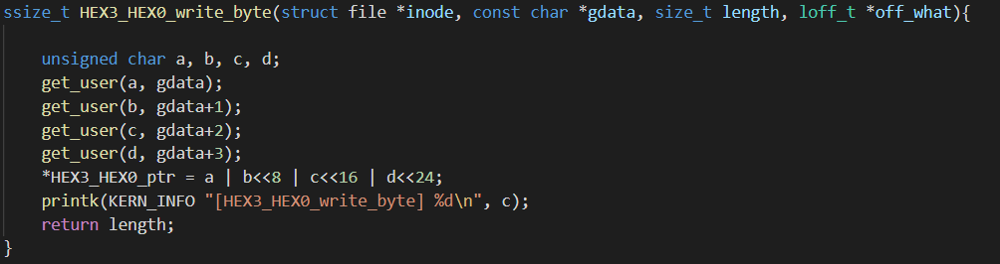 ssize_t HEX3_HEX0_write_byte(struct file *inode, const char *gdata, size_t length, loff_t *off_what){
unsigned char a, b, c, d;
get_user(a, gdata);
get_user(b, gdata+1);
get_user(c, gdata+2);
get_user(d, gdata+3);
*HEX3_HEX0_ptr = a | b<<8 | c<<16 | d<<24;
printk(KERN_INFO "[HEX3_HEX0_write_byte] %d\n", c);
return length;
}